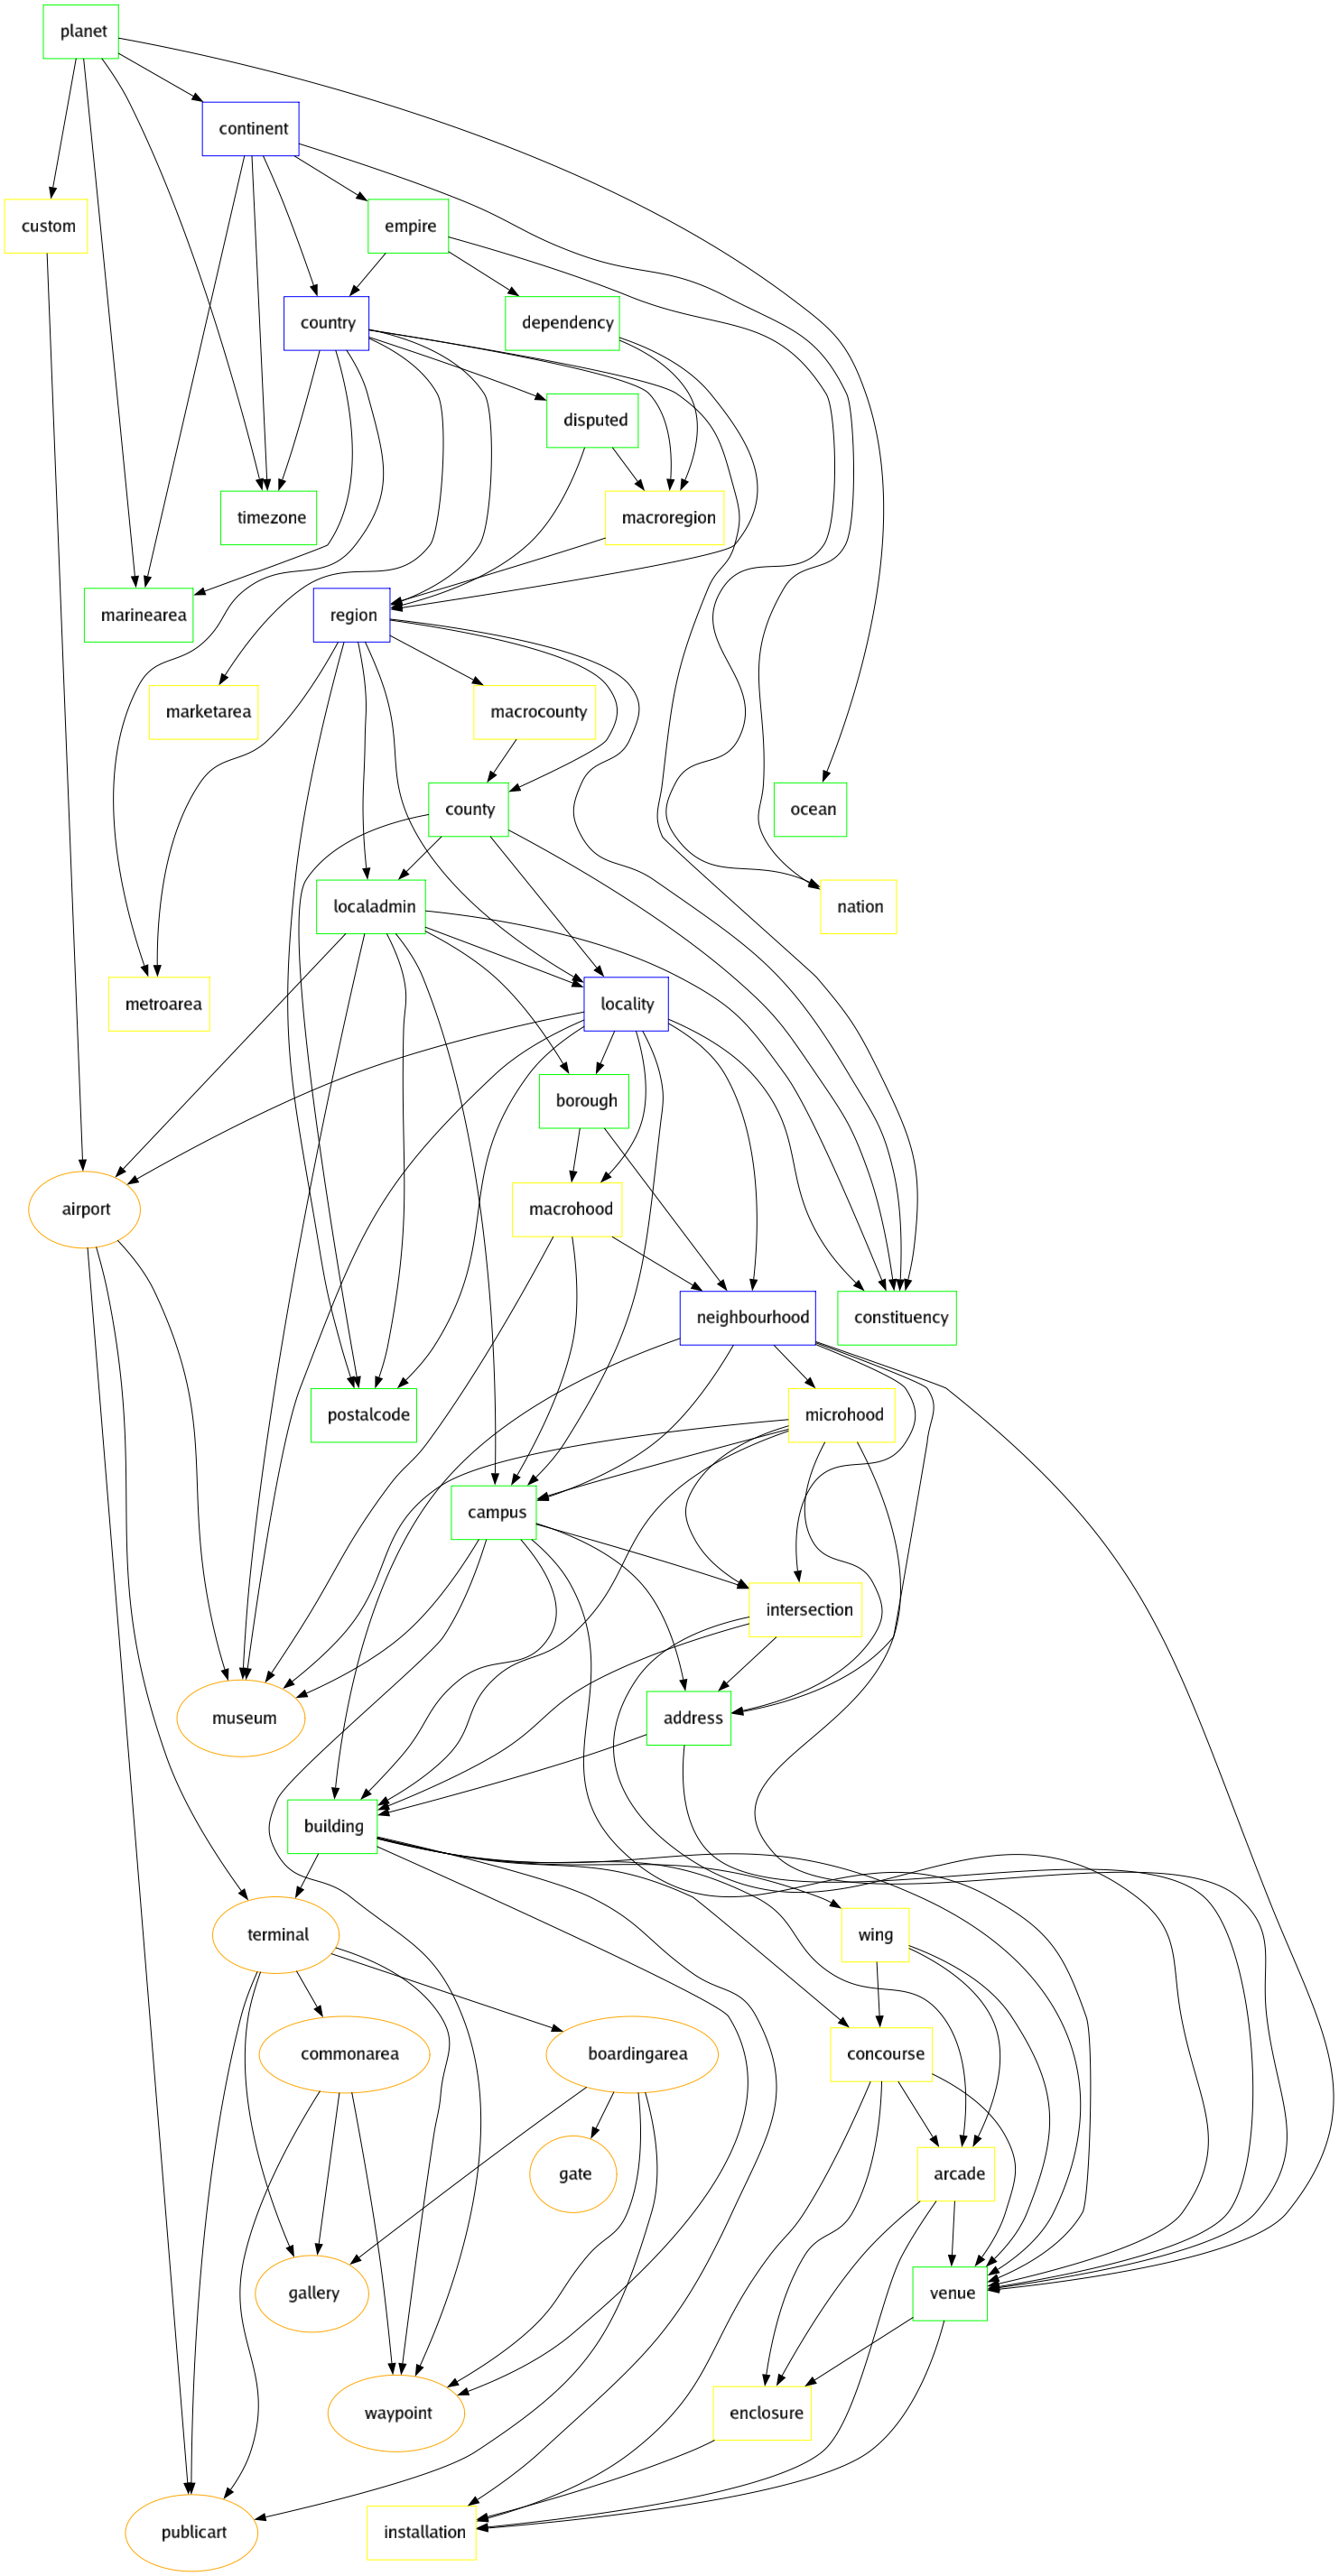 planet
continent
custom
empire
country
dependency
disputed
timezone
macroregion
marinearea
region
marketarea
macrocounty
county
ocean
localadmin
nation
metroarea
locality
borough
airport
macrohood
neighbourhood
constituency
postalcode
microhood
campus
intersection
museum
address
building
terminal
wing
commonarea
boardingarea
concourse
gate
arcade
gallery
venue
waypoint
enclosure
publicart
installation